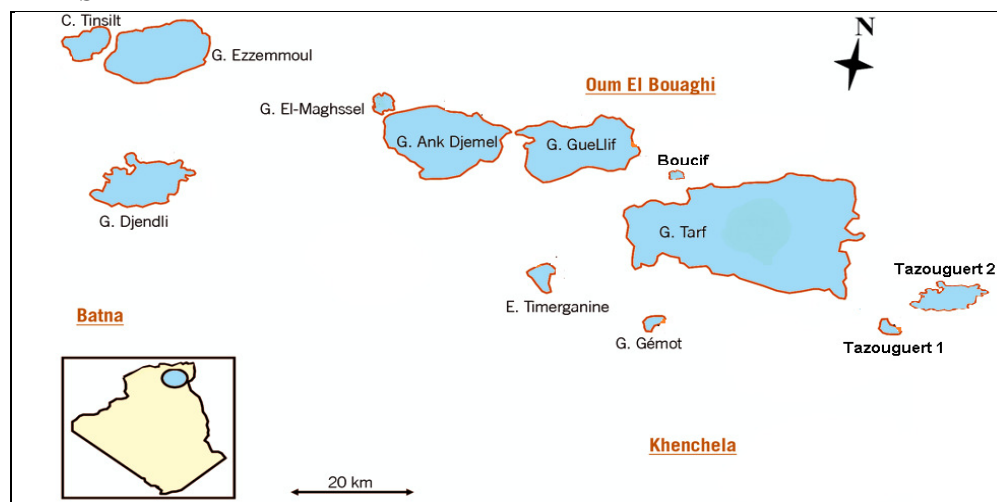 C. Tinsilt
N
G. Ezzemmoul
Oum El Bouaghi
G. El-Maghssel
G. Ank Djemel
G. GueLlif
Boucif
G. Djendli
G. Tarf
Tazouguert 2
E. Timerganine
Batna
G. Gémot
Tazouguert 1
Khenchela
20 km